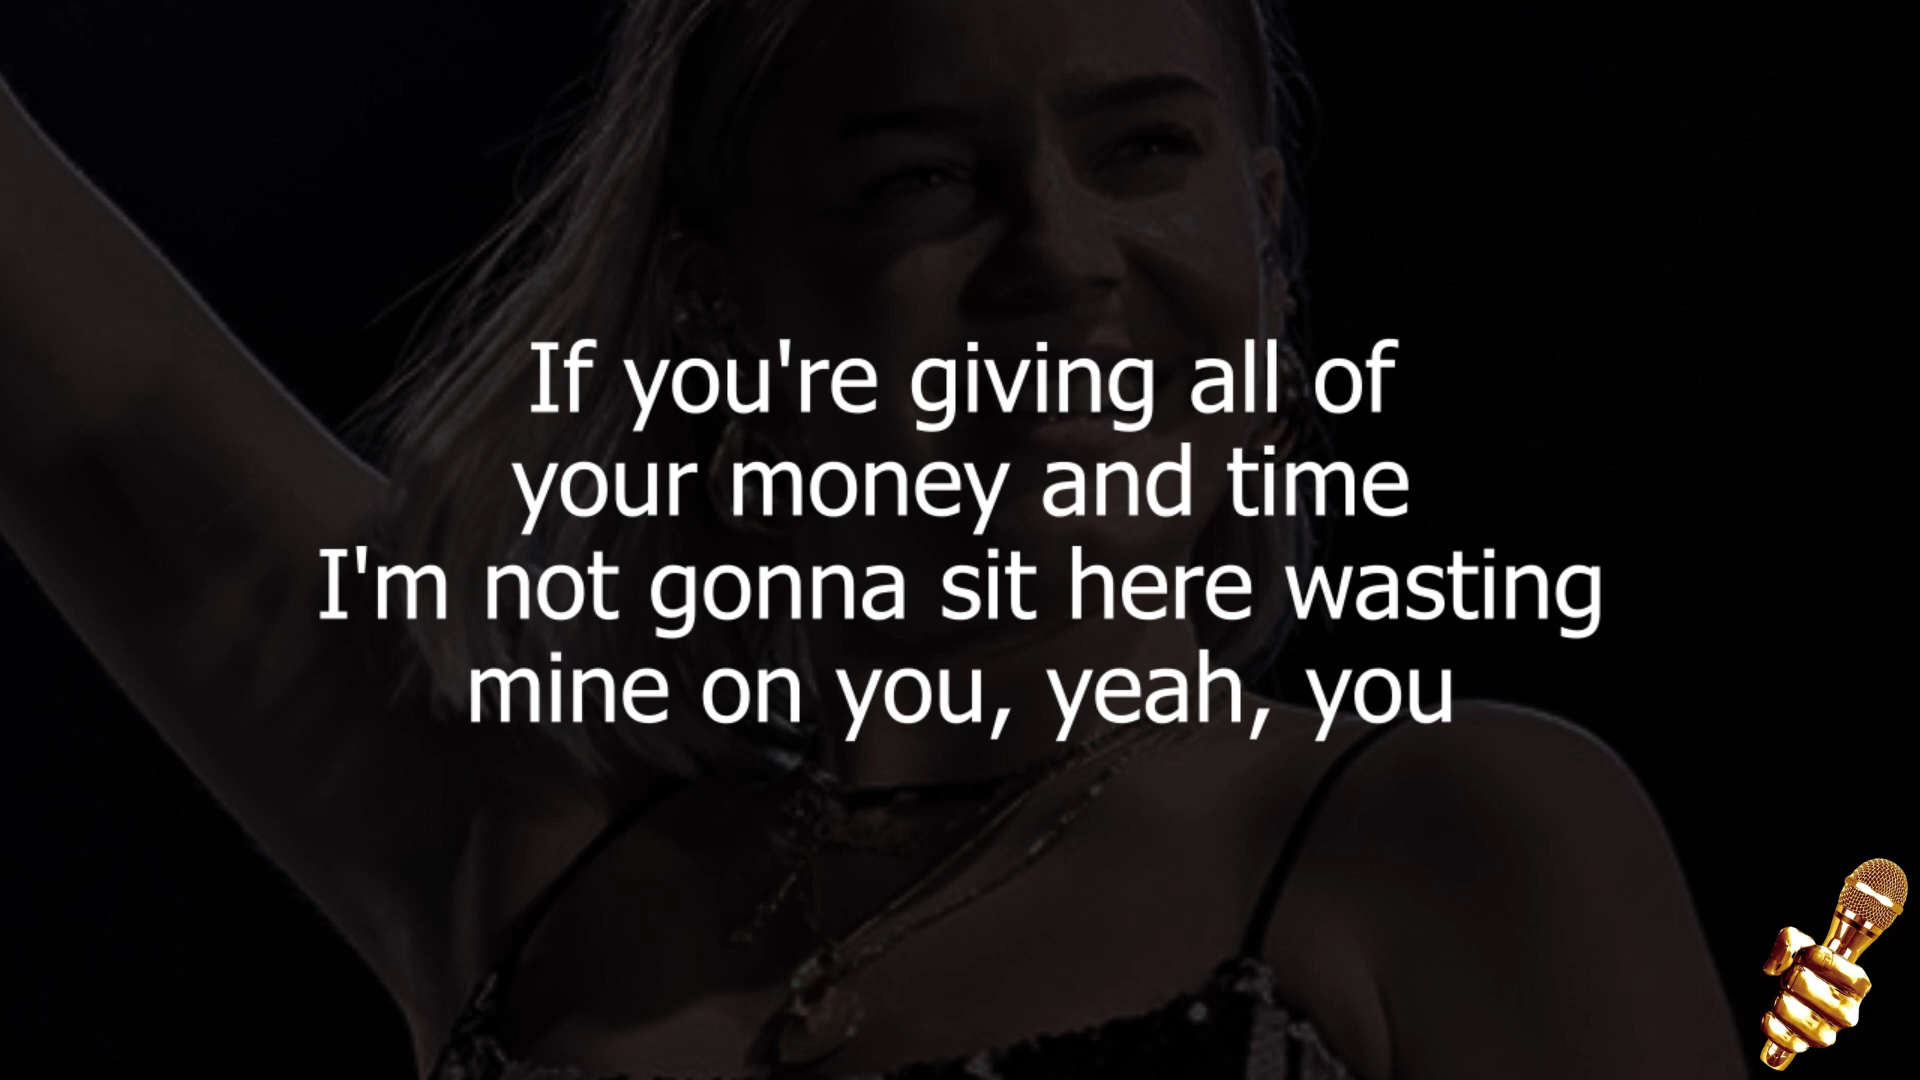 If you're giving all of
your money and time
I'm not gonna sit here wasting
mine on you, yeah, you